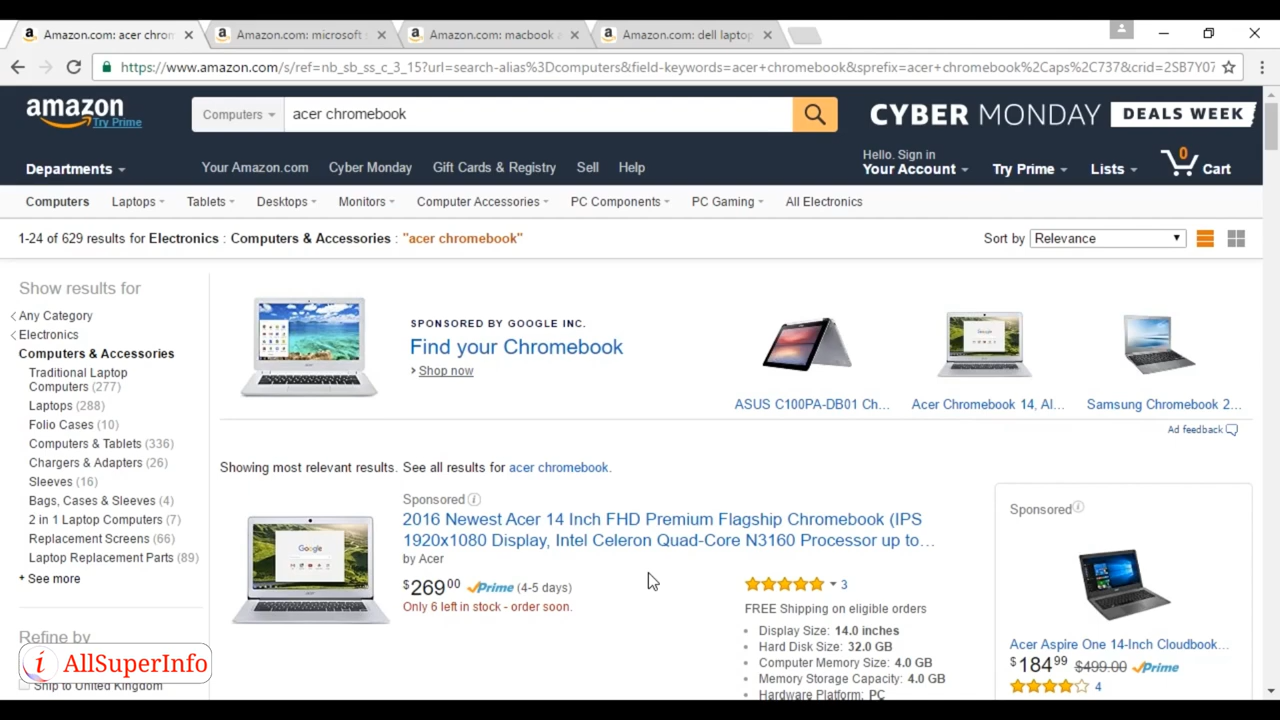 Amazon.com: acer chrom
Amazon.com: microsoft s
Amazon.com: macbook a
Amazon.com: dell laptop
https://www.amazon.com/s/ref=nb_sb_ss_c_3_15?url=search-alias%3Dcomputers&field-keywords=acer+chromebook&sprefix=acer+chromebook%2Caps%2C737&crid=2SB7Y07
amazon
Try Prime
Computers
acer chromebook
CYBER MONDAY DEALS WEEK
Departments
Your Amazon.com Cyber Monday Gift Cards & Registry Sell Help
Hello. Sign in
Your Account
Try Prime
Lists
0
Cart
Computers Laptops Tablets Desktops Monitors Computer Accessories PC Components PC Gaming All Electronics
1-24 of 629 results for Electronics : Computers & Accessories : "acer chromebook"
Sort by Relevance
Show results for
Any Category
Electronics
Computers & Accessories
Traditional Laptop
Computers (277)
Laptops (288)
Folio Cases (10)
Computers & Tablets (336)
Chargers & Adapters (26)
Sleeves (16)
Bags, Cases & Sleeves (4)
2 in 1 Laptop Computers (7)
Replacement Screens (66)
Laptop Replacement Parts (89)
+ See more
Refine by
i AllSuperInfo
Ship to United Kingdom
SPONSORED BY GOOGLE INC.
Find your Chromebook
Shop now
ASUS C100PA-DB01 Ch...
Acer Chromebook 14, Al...
Samsung Chromebook 2...
Ad feedback
Showing most relevant results. See all results for acer chromebook.
Google
Sponsored
2016 Newest Acer 14 Inch FHD Premium Flagship Chromebook (IPS
1920x1080 Display, Intel Celeron Quad-Core N3160 Processor up to...
by Acer
$269 00 Prime (4-5 days)
Only 6 left in stock - order soon.
3
FREE Shipping on eligible orders
Display Size: 14.0 inches
Hard Disk Size: 32.0 GB
Computer Memory Size: 4.0 GB
Memory Storage Capacity: 4.0 GB
Hardware Platform: PC
Sponsored
Acer Aspire One 14-Inch Cloudbook...
$184 99 $499.00 Prime
4